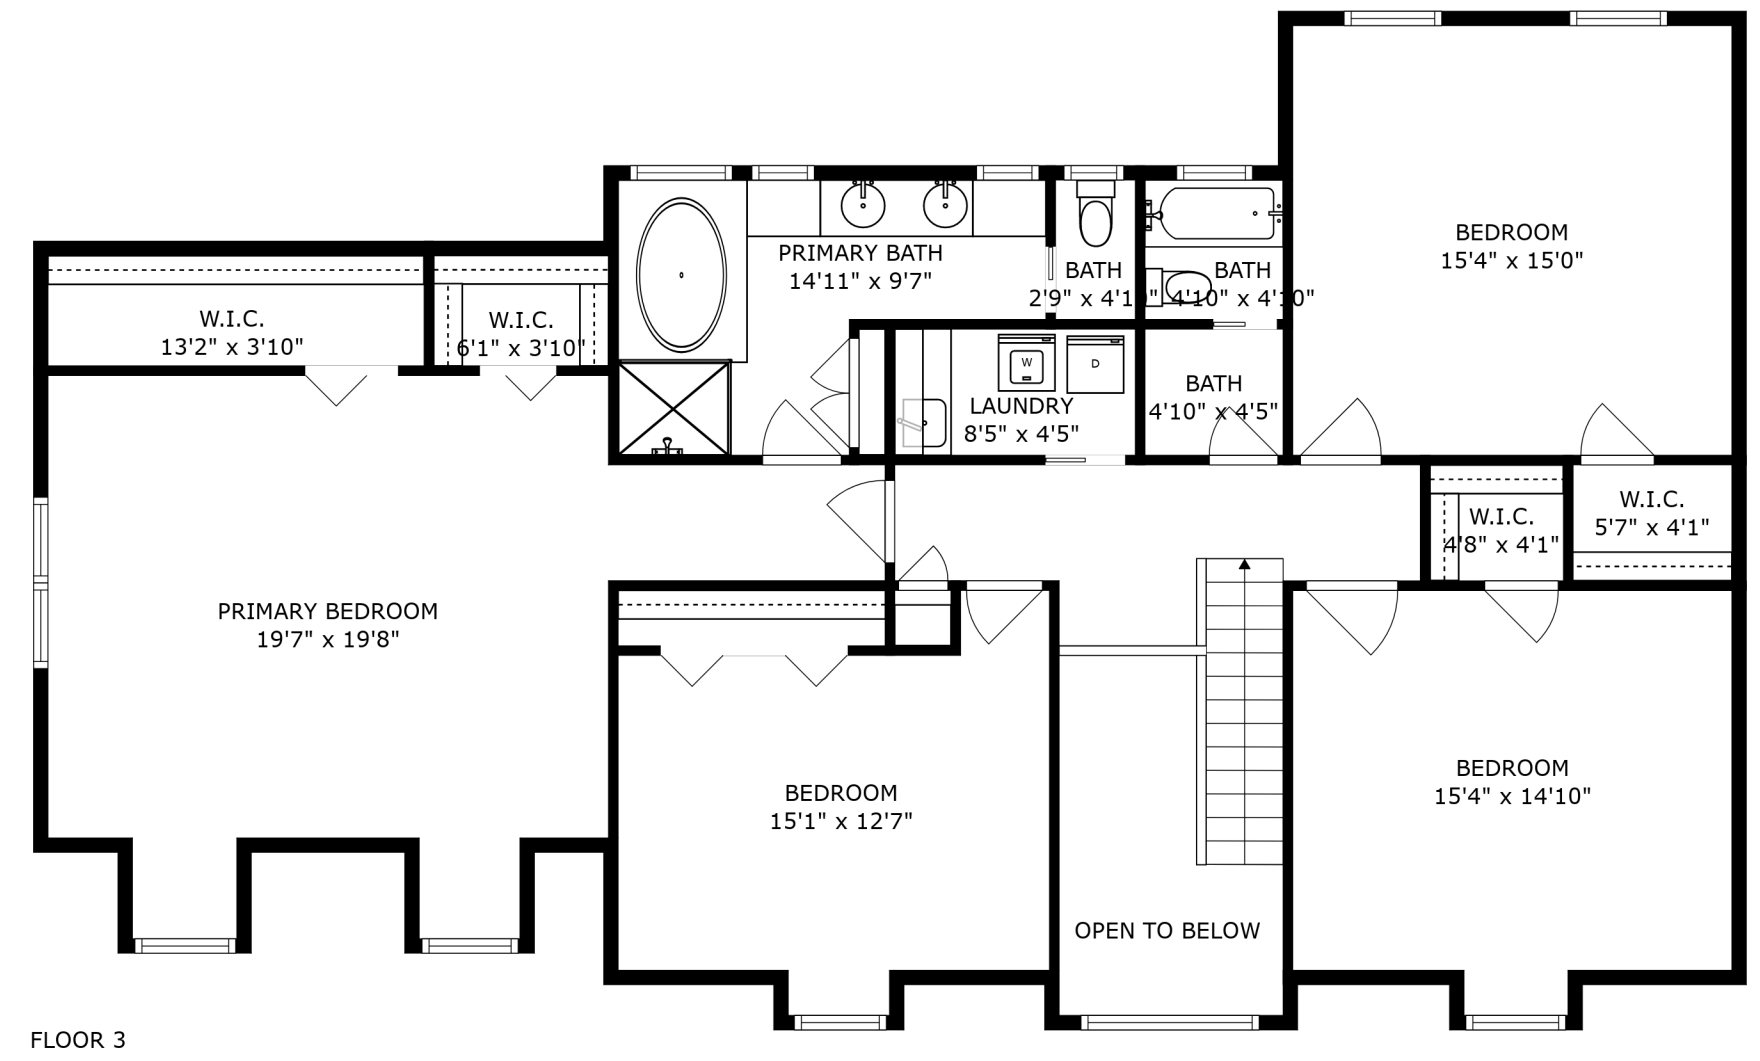 BEDROOM
15'4" x 15'0"
PRIMARY BATH
14'11" x 9'7"
BATH
2'9" x 4'10"
BATH
4'10" x 4'10"
W.I.C.
13'2" x 3'10"
W.I.C.
6'1" x 3'10"
W
D
LAUNDRY
8'5" x 4'5"
BATH
4'10" x 4'5"
W.I.C.
4'8" x 4'1"
W.I.C.
5'7" x 4'1"
PRIMARY BEDROOM
19'7" x 19'8"
BEDROOM
15'1" x 12'7"
BEDROOM
15'4" x 14'10"
OPEN TO BELOW
FLOOR 3